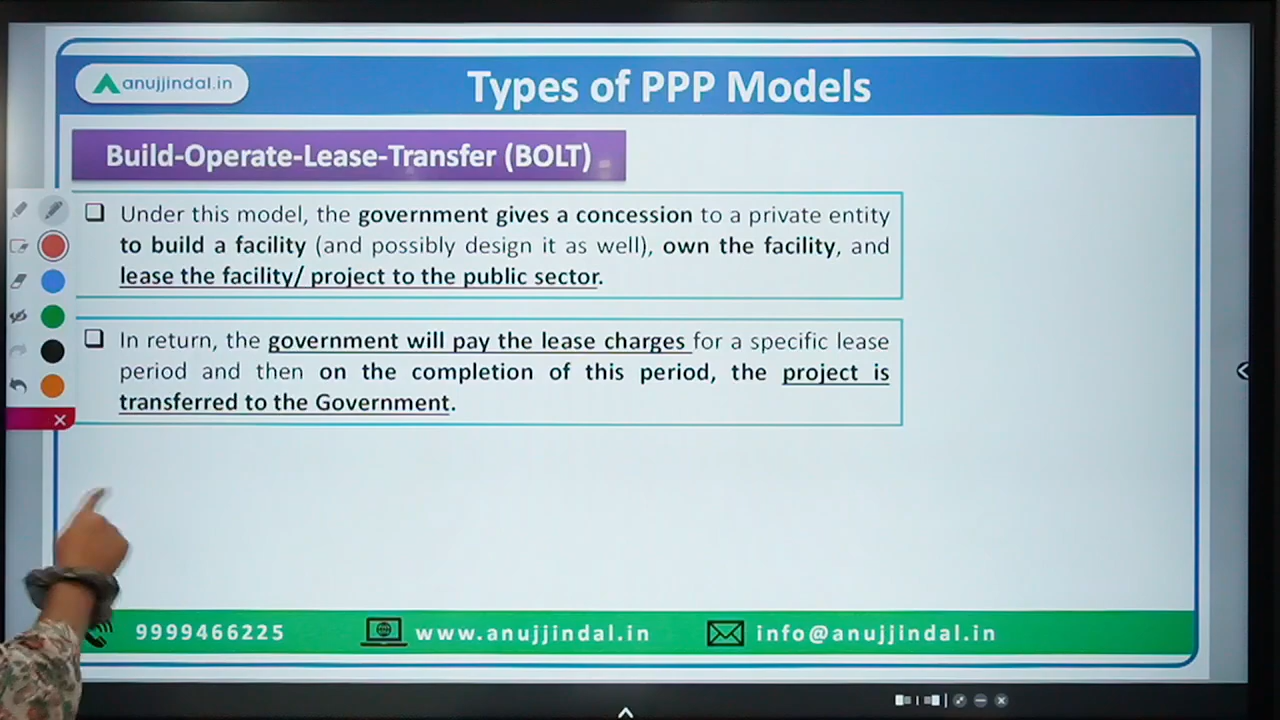 anujjindal.in
Types of PPP Models
Build-Operate-Lease-Transfer (BOLT)
Under this model, the government gives a concession to a private entity
to build a facility (and possibly design it as well), own the facility, and
lease the facility/ project to the public sector.
In return, the government will pay the lease charges for a specific lease
period and then on the completion of this period, the project is
transferred to the Government.
9999466225 www.anujjindal.in info@anujjindal.in